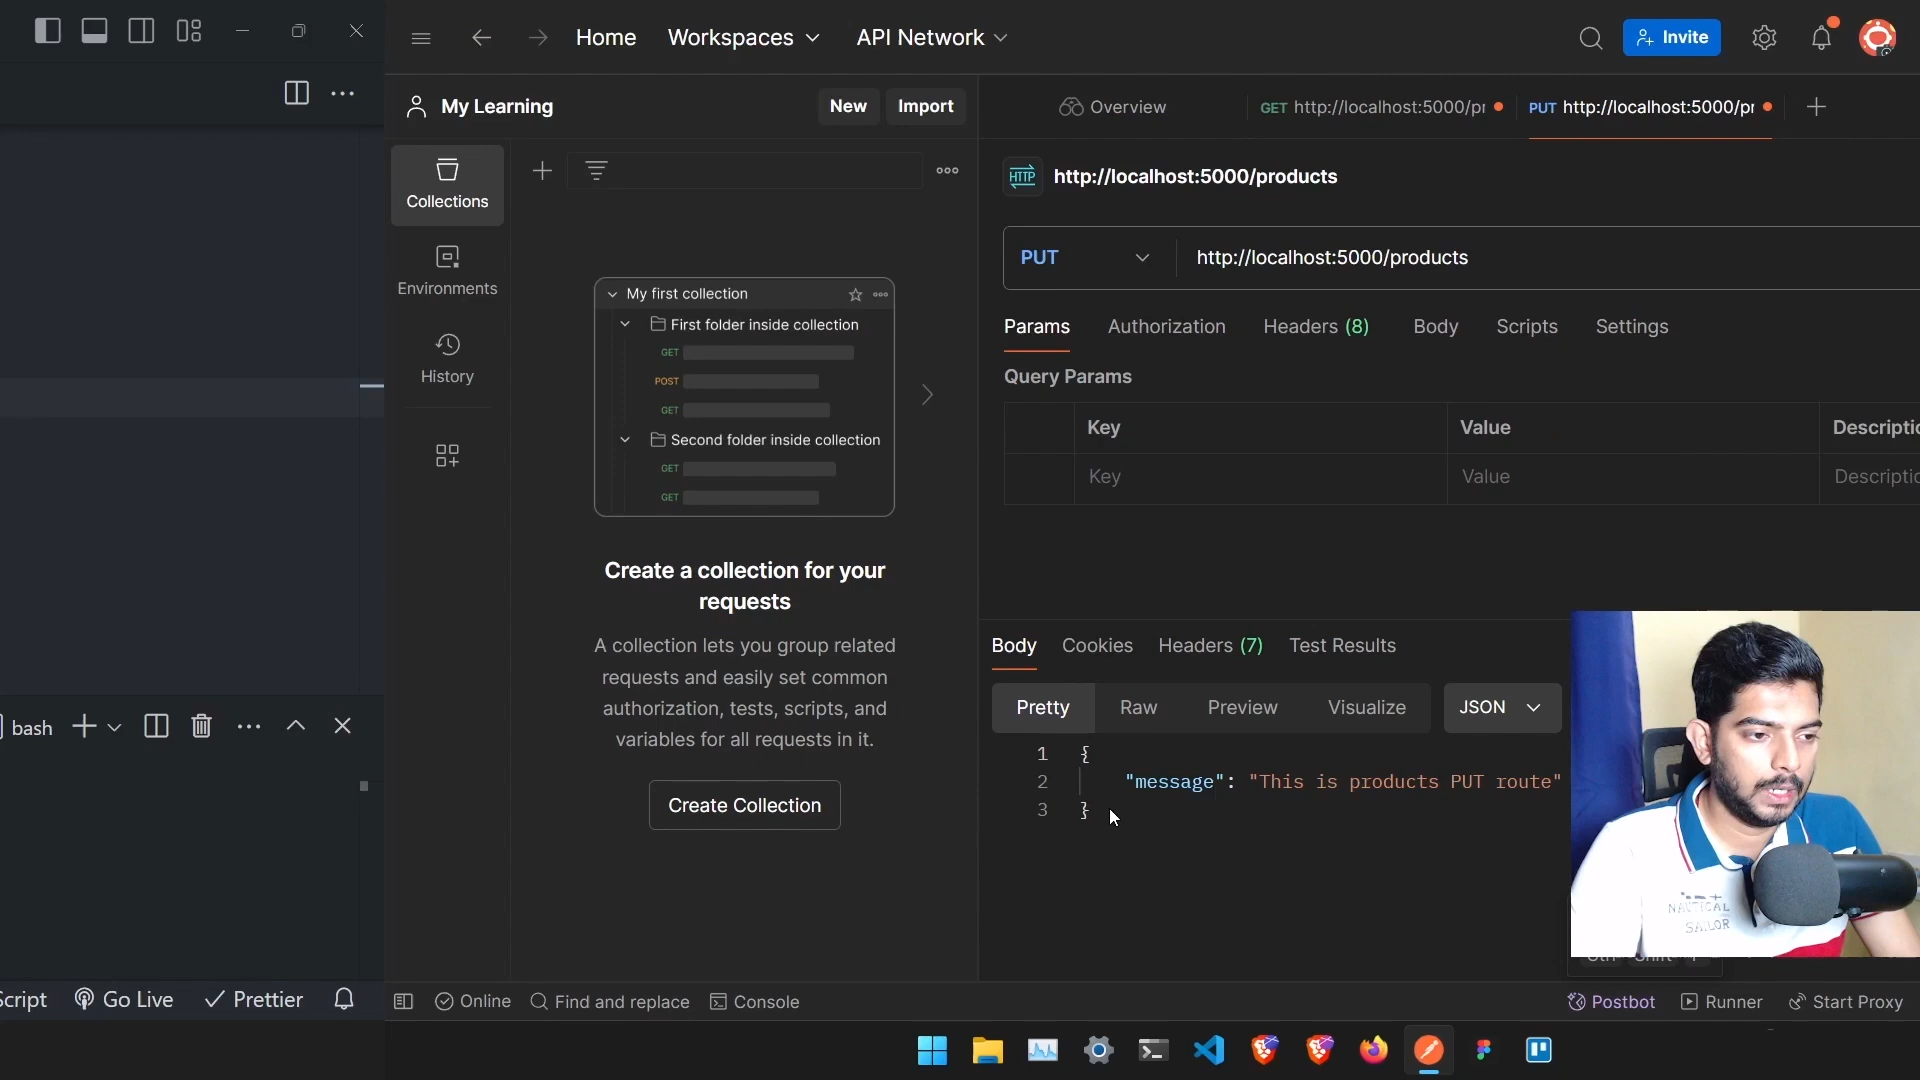 Home
Workspaces
API Network
Invite
My Learning
New
Import
Overview
GET http://localhost:5000/pr
PUT http://localhost:5000/pr
Collections
Environments
History
My first collection
First folder inside collection
GET
POST
GET
Second folder inside collection
GET
GET
Create a collection for your
requests
A collection lets you group related
requests and easily set common
authorization, tests, scripts, and
variables for all requests in it.
Create Collection
HTTP http://localhost:5000/products
PUT
http://localhost:5000/products
Params
Authorization
Headers (8)
Body
Scripts
Settings
Query Params
Key
Value
Descriptio
Key
Value
Descriptio
Body
Cookies
Headers (7)
Test Results
Pretty
Raw
Preview
Visualize
JSON
1 {
2 "message": "This is products PUT route"
3 }
NAUTICAL
SAILOR
bash
Script
Go Live
Prettier
Online
Find and replace
Console
Postbot
Runner
Start Proxy